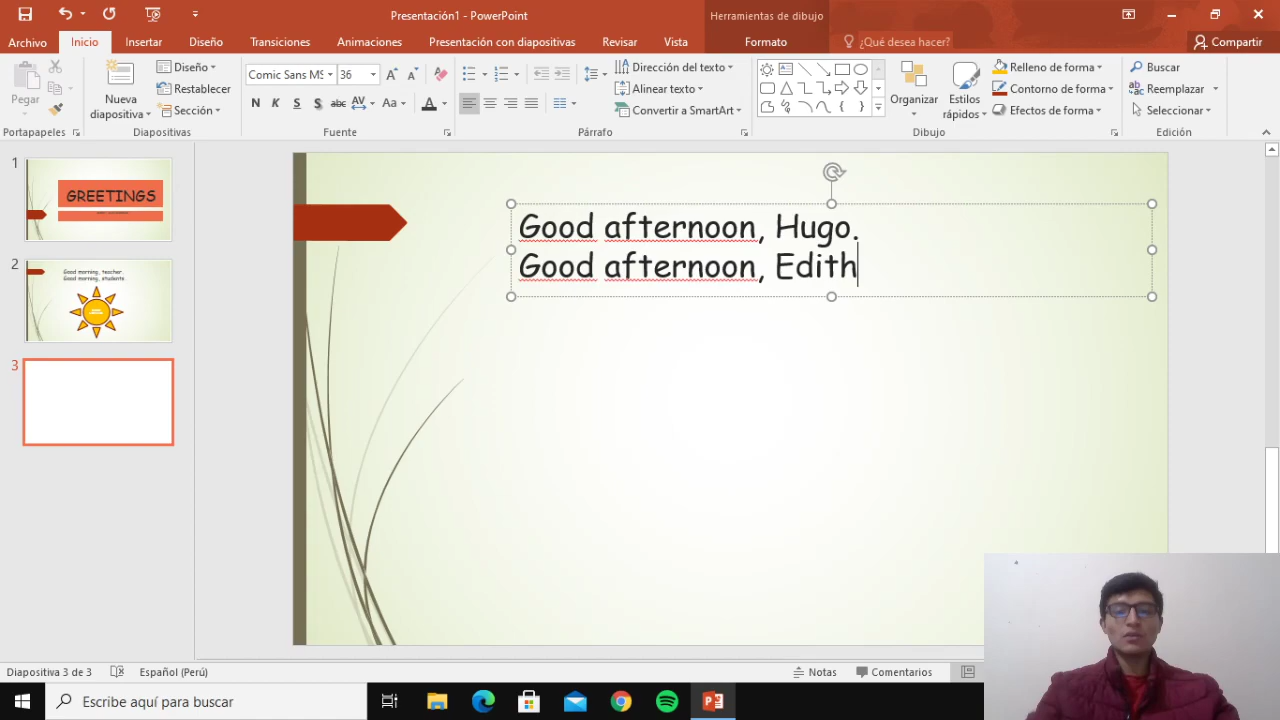 Presentación1 - PowerPoint
Herramientas de dibujo
Archivo
Inicio
Insertar
Diseño
Transiciones
Animaciones
Presentación con diapositivas
Revisar
Vista
Formato
¿Qué desea hacer?
Compartir
Pegar
Nueva diapositiva
Diseño
Restablecer
Sección
Comic Sans MS
36
N K S S abc AV Aa A
Dirección del texto
Alinear texto
Convertir a SmartArt
Organizar
Estilos rápidos
Relleno de forma
Contorno de forma
Efectos de forma
Buscar
Reemplazar
Seleccionar
Portapapeles
Diapositivas
Fuente
Párrafo
Dibujo
Edición
1
GREETINGS
2
Good morning, teacher.
Good morning, students
3
Good afternoon, Hugo.
Good afternoon, Edith
Diapositiva 3 de 3
Español (Perú)
Notas
Comentarios
Escribe aquí para buscar